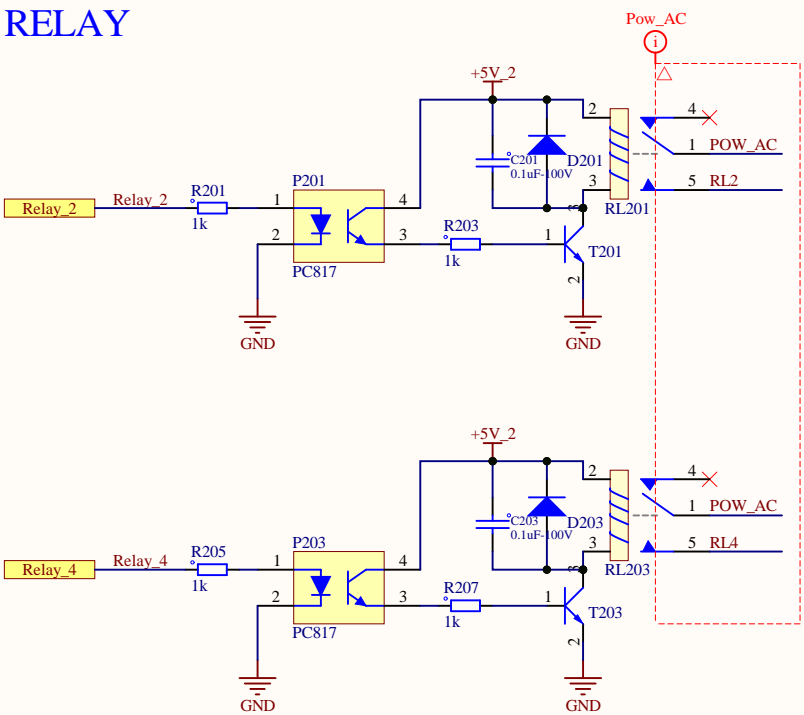 RELAY
Pow_AC
i
+5V_2
2
4
C201
0.1uF-100V
D201
1
POW_AC
Relay_2
Relay_2
R201
1k
P201
1
4
3
5
RL2
RL201
2
3
PC817
R203
1k
1
3
T201
2
GND
GND
+5V_2
2
4
C203
0.1uF-100V
D203
1
POW_AC
Relay_4
Relay_4
R205
1k
P203
1
4
3
5
RL4
RL203
2
3
PC817
R207
1k
1
3
T203
2
GND
GND